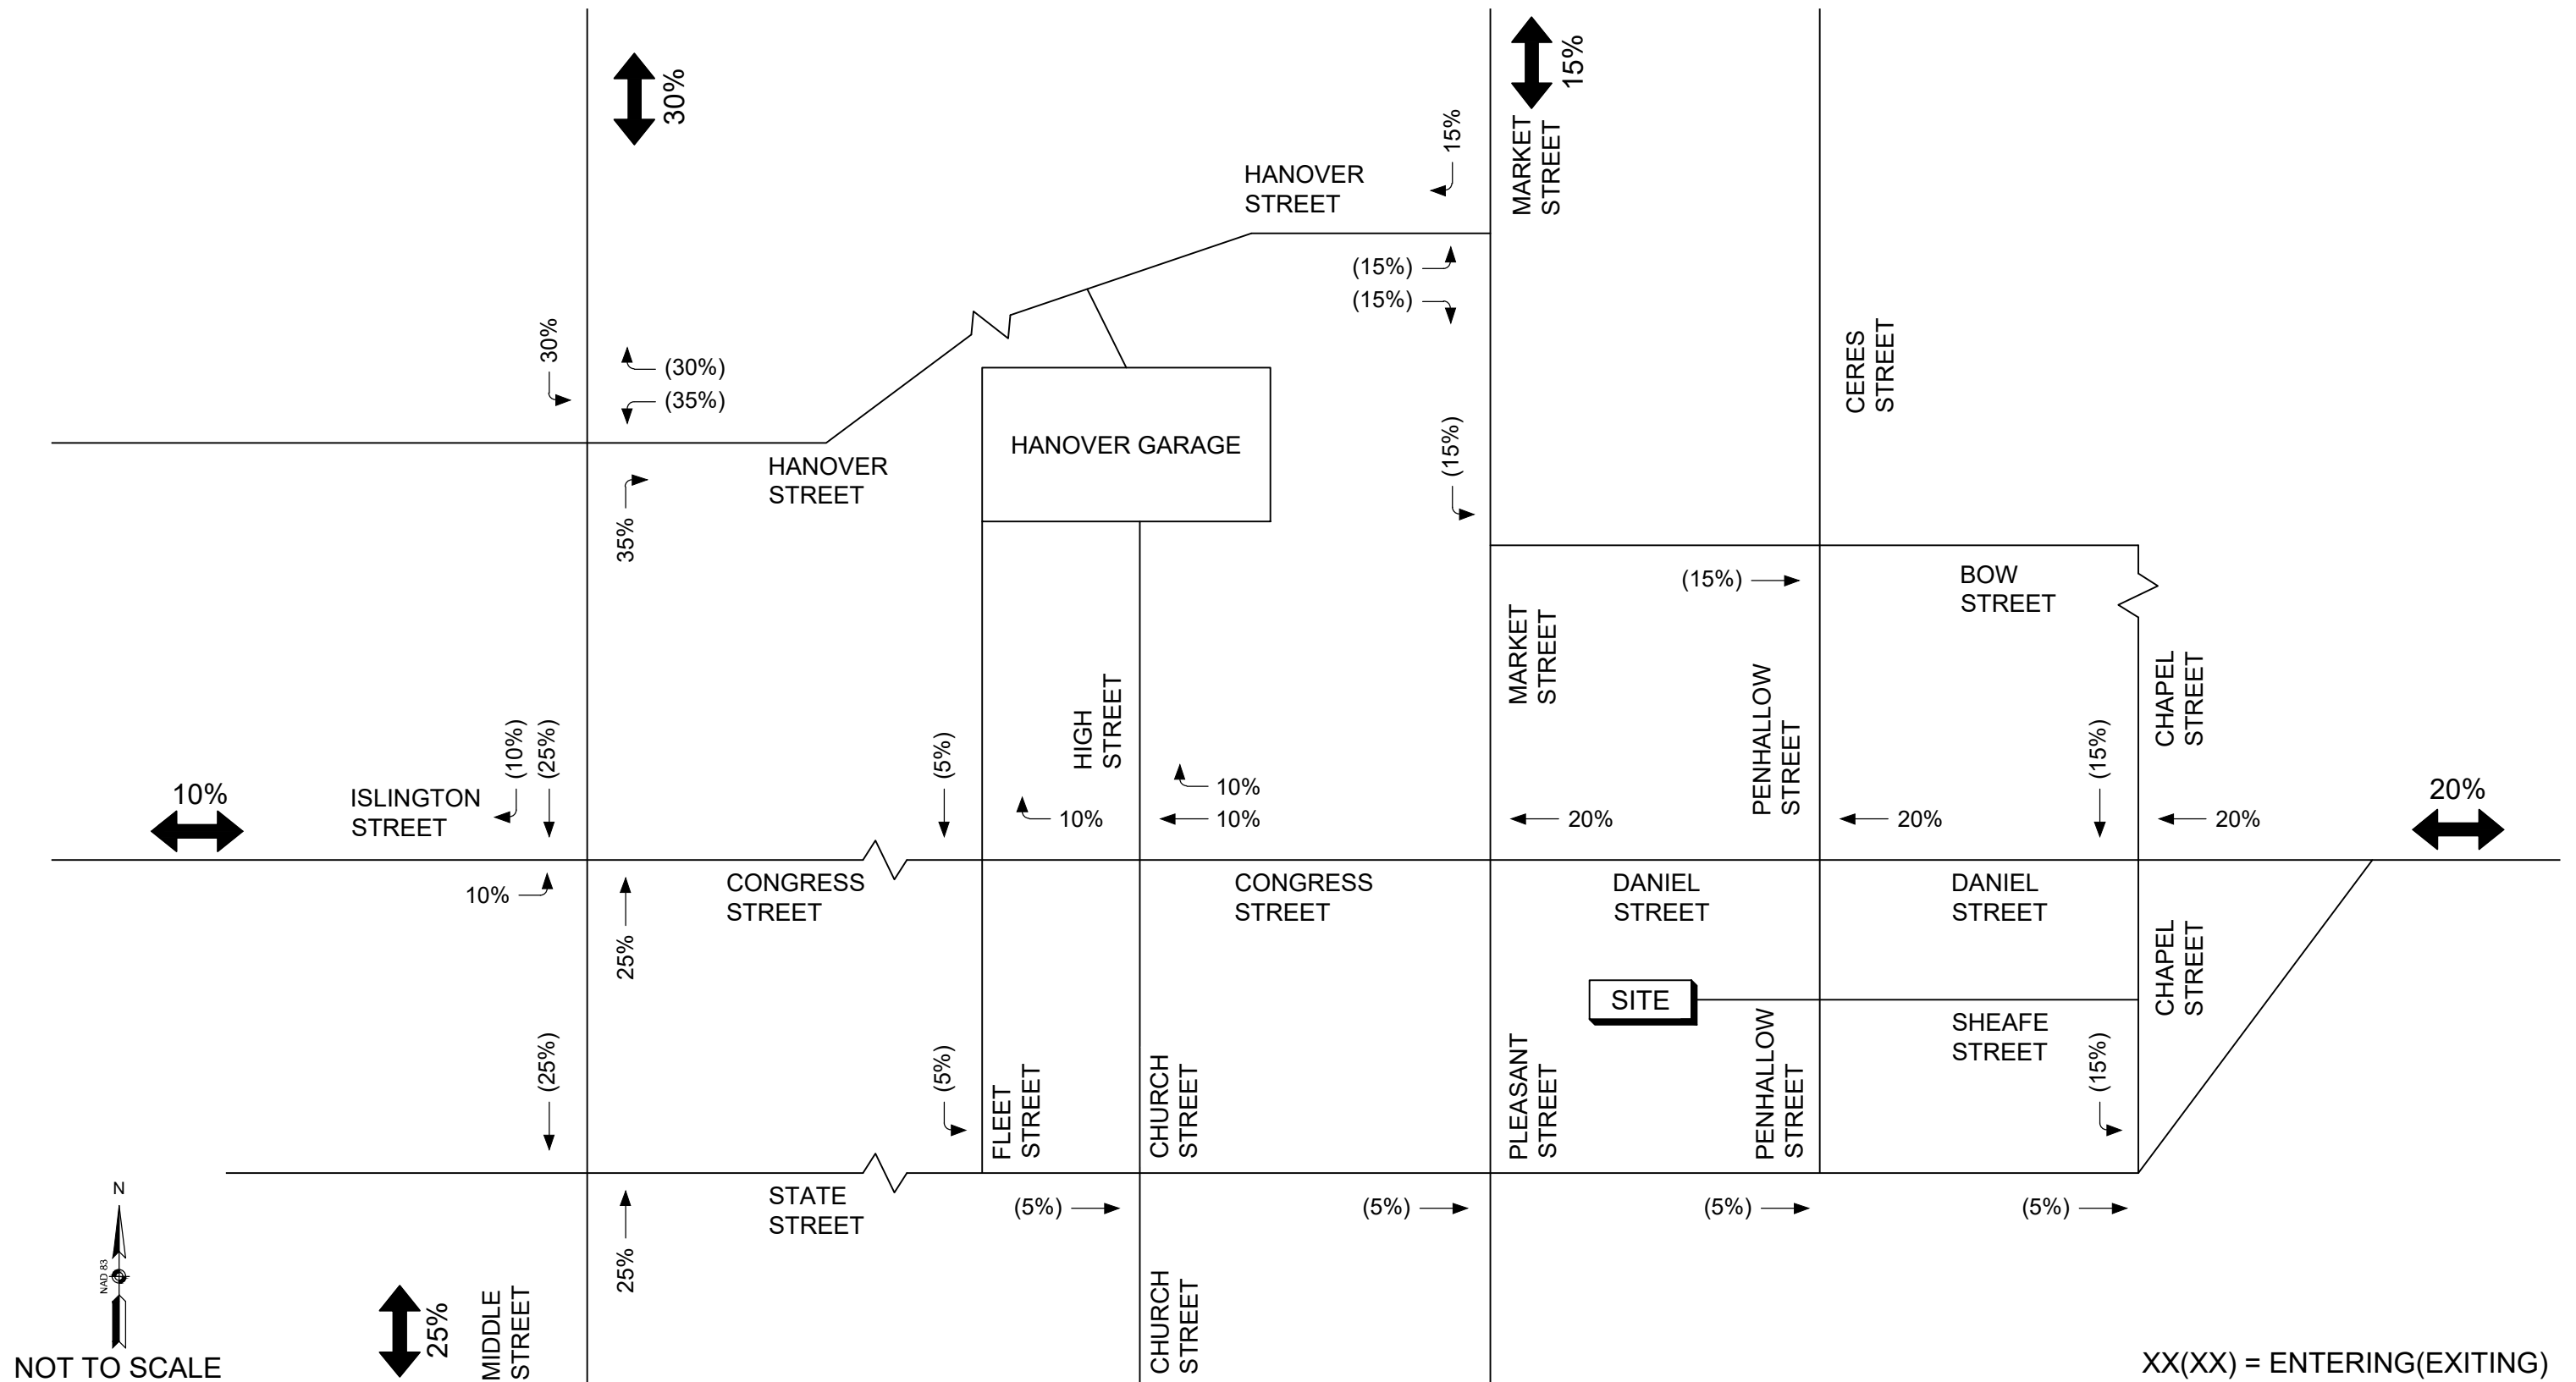 30%
15%
MARKET
STREET
15%
HANOVER
STREET
(15%)
(15%)
30%
(30%)
(35%)
CERES
STREET
HANOVER GARAGE
(15%)
HANOVER
STREET
35%
(15%)
BOW
STREET
MARKET
STREET
HIGH
STREET
PENHALLOW
STREET
CHAPEL
STREET
(10%)
(25%)
(5%)
(15%)
10%
ISLINGTON
STREET
10%
10%
10%
20%
20%
20%
20%
10%
CONGRESS
STREET
CONGRESS
STREET
DANIEL
STREET
DANIEL
STREET
25%
CHAPEL
STREET
SITE
SHEAFE
STREET
(25%)
(5%)
FLEET
STREET
CHURCH
STREET
PLEASANT
STREET
PENHALLOW
STREET
(15%)
N
NAD 83
NOT TO SCALE
STATE
STREET
(5%)
(5%)
(5%)
(5%)
25%
25%
MIDDLE
STREET
CHURCH
STREET
XX(XX) = ENTERING(EXITING)